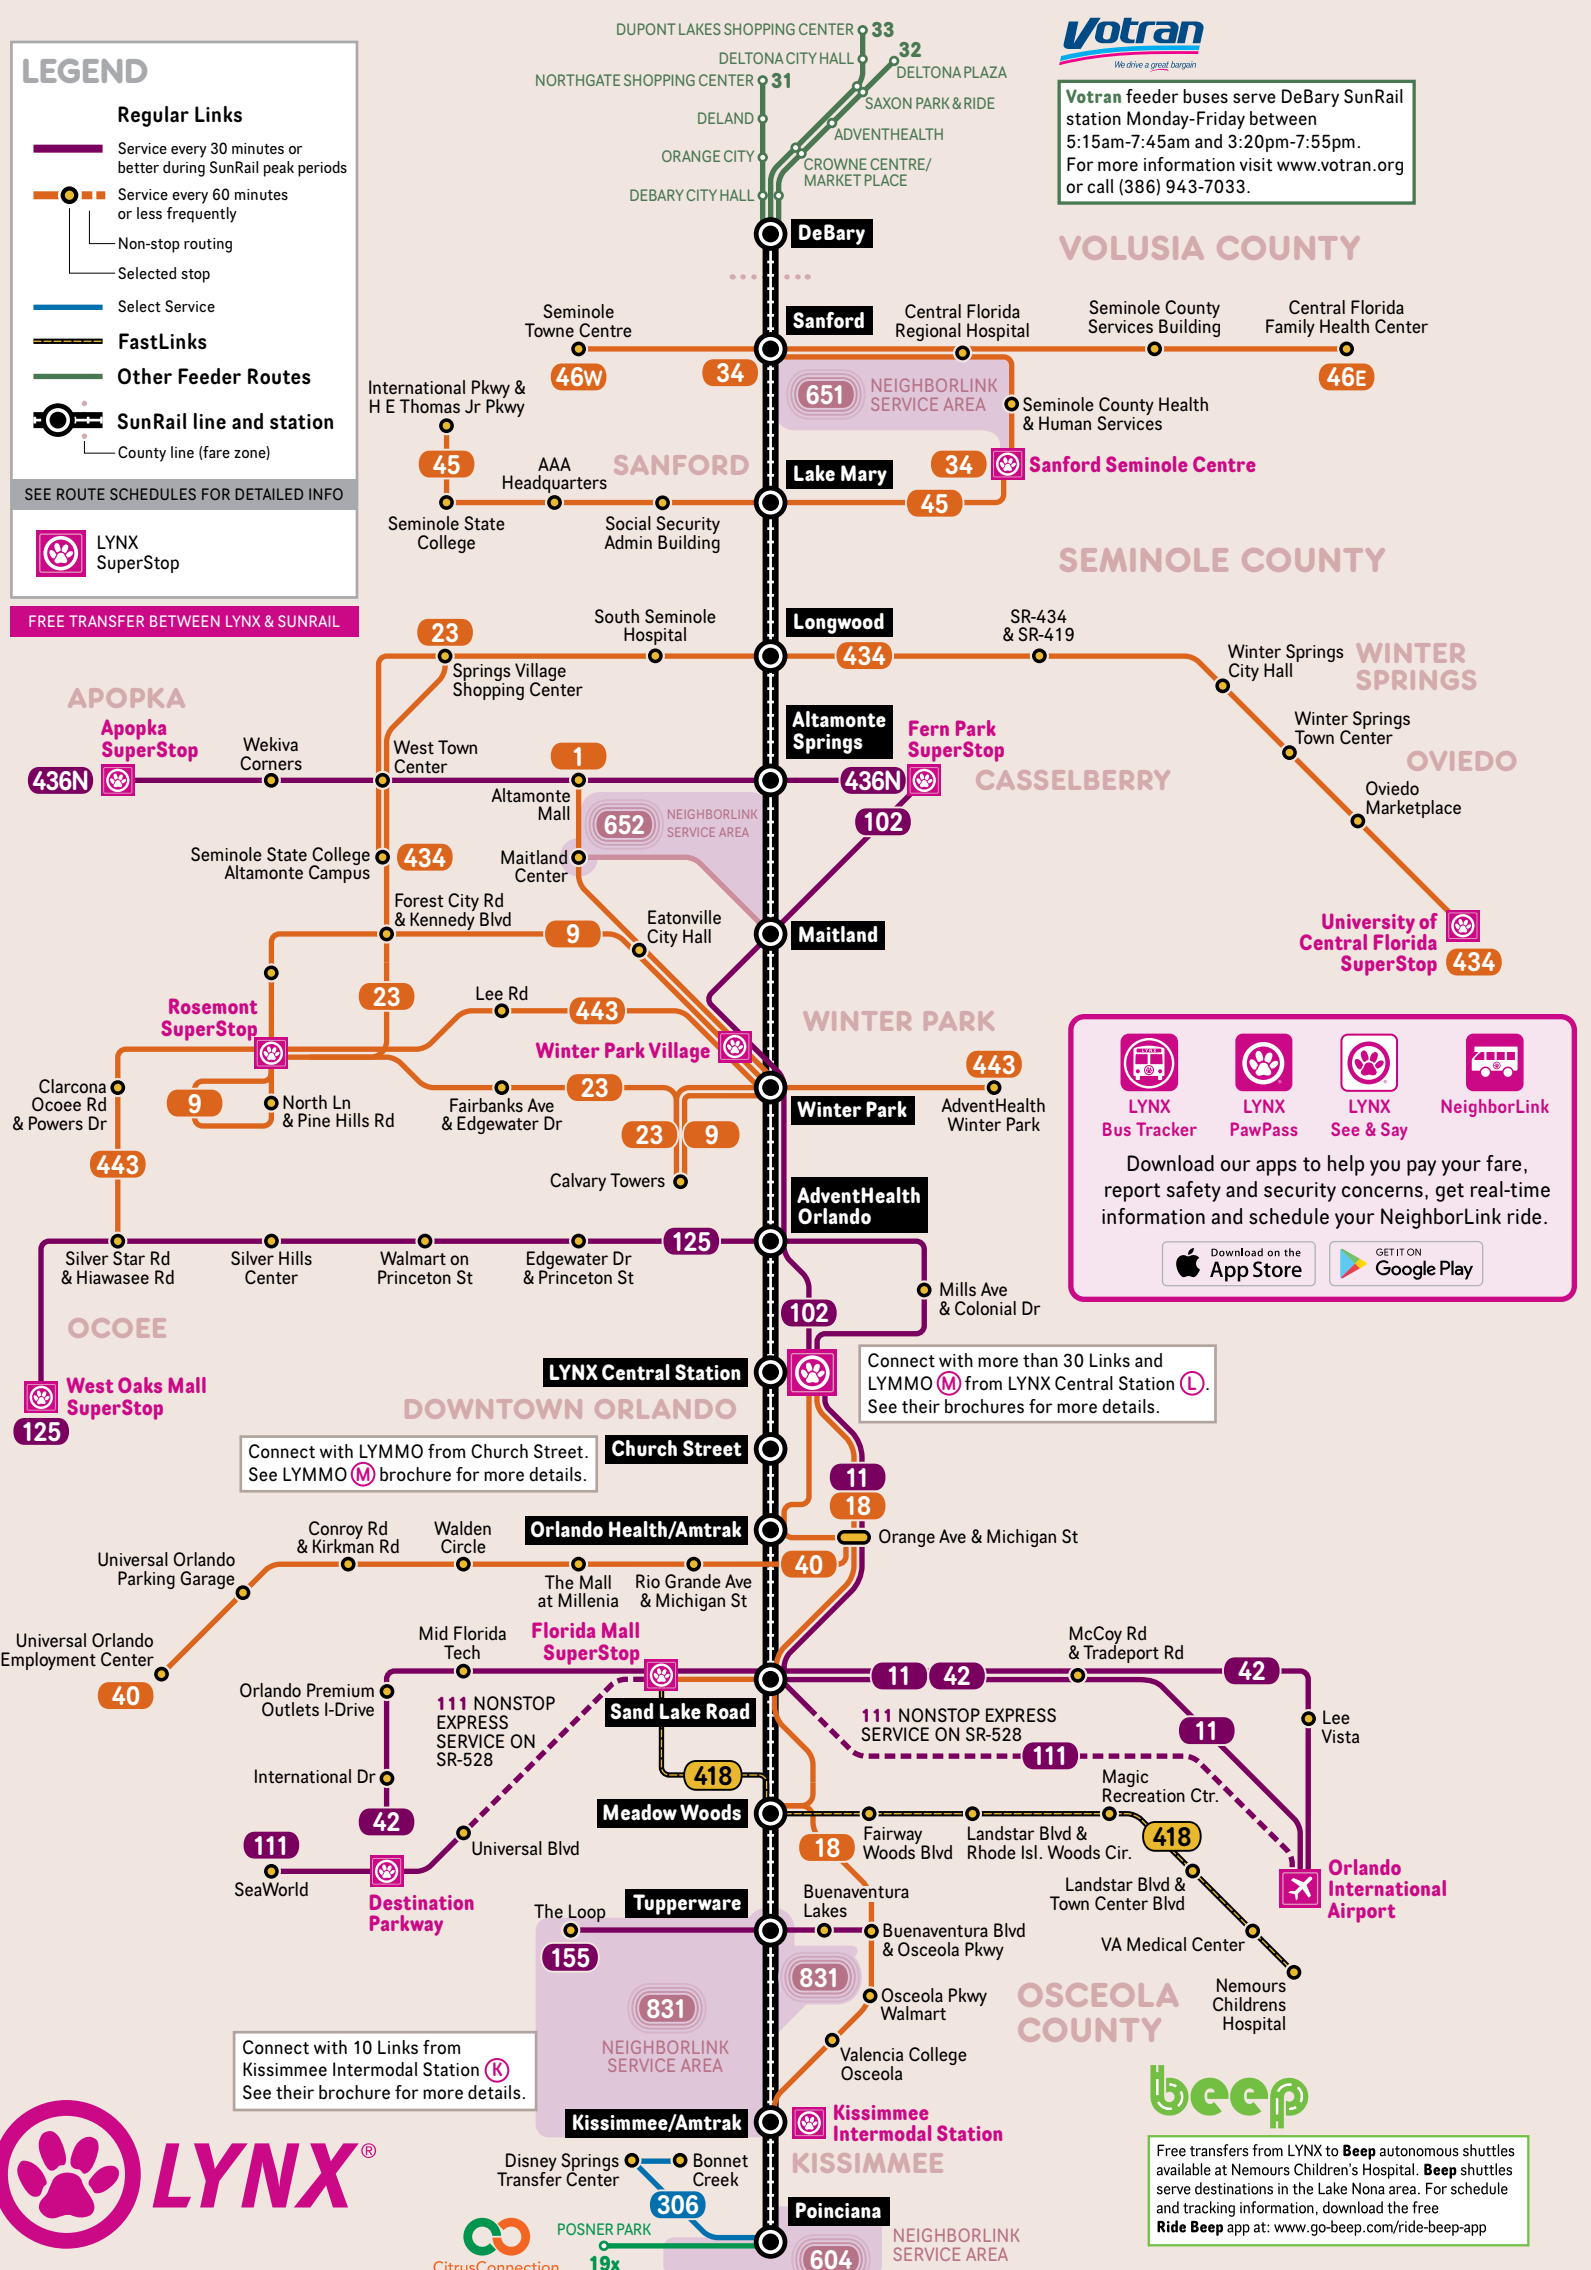 LEGEND
Regular Links
Service every 30 minutes or
better during SunRail peak periods
Service every 60 minutes
or less frequently
Non-stop routing
Selected stop
Select Service
FastLinks
Other Feeder Routes
SunRail line and station
County line (fare zone)
SEE ROUTE SCHEDULES FOR DETAILED INFO
LYNX
SuperStop
FREE TRANSFER BETWEEN LYNX & SUNRAIL
DUPONT LAKES SHOPPING CENTER 33
DELTONA CITY HALL
32
DELTONA PLAZA
NORTHGATE SHOPPING CENTER 31
SAXON PARK & RIDE
DELAND
ADVENTHEALTH
ORANGE CITY
CROWNE CENTRE/
MARKET PLACE
DEBARY CITY HALL
Votran
We drive a great bargain
Votran feeder buses serve DeBary SunRail
station Monday-Friday between
5:15am-7:45am and 3:20pm-7:55pm.
For more information visit www.votran.org
or call (386) 943-7033.
DeBary
VOLUSIA COUNTY
Seminole
Towne Centre
46W
34
Sanford
Central Florida
Regional Hospital
Seminole County
Services Building
Central Florida
Family Health Center
46E
International Pkwy &
H E Thomas Jr Pkwy
45
651
NEIGHBORLINK
SERVICE AREA
Seminole County Health
& Human Services
AAA
Headquarters
SANFORD
Lake Mary
34
Sanford Seminole Centre
45
Seminole State
College
Social Security
Admin Building
SEMINOLE COUNTY
23
South Seminole
Hospital
Longwood
434
SR-434
& SR-419
Springs Village
Shopping Center
Winter Springs
City Hall
WINTER
SPRINGS
APOPKA
Apopka
SuperStop
436N
Wekiva
Corners
West Town
Center
1
Altamonte
Mall
Altamonte
Springs
Fern Park
SuperStop
436N
CASSELBERRY
102
Winter Springs
Town Center
OVIEDO
Oviedo
Marketplace
652
NEIGHBORLINK
SERVICE AREA
Seminole State College
Altamonte Campus
434
Maitland
Center
Forest City Rd
& Kennedy Blvd
9
Eatonville
City Hall
Maitland
University of
Central Florida
SuperStop
434
23
Rosemont
SuperStop
Lee Rd
443
Winter Park Village
WINTER PARK
Clarcona
Ocoee Rd
& Powers Dr
9
North Ln
& Pine Hills Rd
Fairbanks Ave
& Edgewater Dr
23
Winter Park
443
AdventHealth
Winter Park
443
23
9
Calvary Towers
LYNX
Bus Tracker
LYNX
PawPass
LYNX
See & Say
NeighborLink
Download our apps to help you pay your fare,
report safety and security concerns, get real-time
information and schedule your NeighborLink ride.
Download on the
App Store
GET IT ON
Google Play
AdventHealth
Orlando
Silver Star Rd
& Hiawasee Rd
Silver Hills
Center
Walmart on
Princeton St
Edgewater Dr
& Princeton St
125
Mills Ave
& Colonial Dr
102
OCOEE
West Oaks Mall
SuperStop
125
LYNX Central Station
DOWNTOWN ORLANDO
Connect with more than 30 Links and
LYMMO M from LYNX Central Station L.
See their brochures for more details.
Connect with LYMMO from Church Street.
See LYMMO M brochure for more details.
Church Street
11
18
Orlando Health/Amtrak
Orange Ave & Michigan St
Conroy Rd
& Kirkman Rd
Walden
Circle
Universal Orlando
Parking Garage
The Mall
at Millenia
Rio Grande Ave
& Michigan St
40
Universal Orlando
Employment Center
40
Mid Florida
Tech
Florida Mall
SuperStop
McCoy Rd
& Tradeport Rd
11
42
42
Orlando Premium
Outlets I-Drive
111 NONSTOP
EXPRESS
SERVICE ON
SR-528
Sand Lake Road
111 NONSTOP EXPRESS
SERVICE ON SR-528
11
Lee
Vista
111
International Dr
418
Magic
Recreation Ctr.
42
Meadow Woods
111
Universal Blvd
18
Fairway
Woods Blvd
Landstar Blvd &
Rhode Isl. Woods Cir.
418
SeaWorld
Destination
Parkway
Landstar Blvd &
Town Center Blvd
Orlando
International
Airport
The Loop
Tupperware
Buenaventura
Lakes
155
Buenaventura Blvd
& Osceola Pkwy
VA Medical Center
831
831
NEIGHBORLINK
SERVICE AREA
Osceola Pkwy
Walmart
OSCEOLA
COUNTY
Nemours
Childrens
Hospital
Connect with 10 Links from
Kissimmee Intermodal Station K
See their brochure for more details.
Valencia College
Osceola
beep
Kissimmee/Amtrak
Kissimmee
Intermodal Station
KISSIMMEE
LYNX®
Disney Springs
Transfer Center
Bonnet
Creek
306
Poinciana
POSNER PARK
19x
CitrusConnection
604
NEIGHBORLINK
SERVICE AREA
Free transfers from LYNX to Beep autonomous shuttles
available at Nemours Children's Hospital. Beep shuttles
serve destinations in the Lake Nona area. For schedule
and tracking information, download the free
Ride Beep app at: www.go-beep.com/ride-beep-app